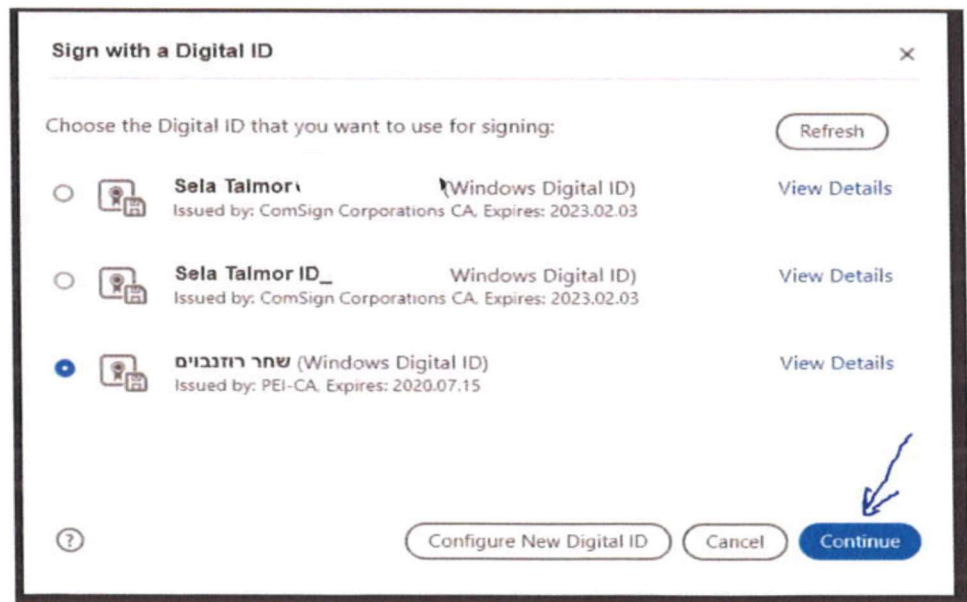 Sign with a Digital ID
Choose the Digital ID that you want to use for signing:
Refresh
Sela Talmor (Windows Digital ID)
View Details
Issued by: ComSign Corporations CA, Expires: 2023.02.03
Sela Talmor ID_ Windows Digital ID)
View Details
Issued by: ComSign Corporations CA, Expires: 2023.02.03
שחר רוזנבוים (Windows Digital ID)
View Details
Issued by: PEI-CA, Expires: 2020.07.15
Configure New Digital ID
Cancel
Continue